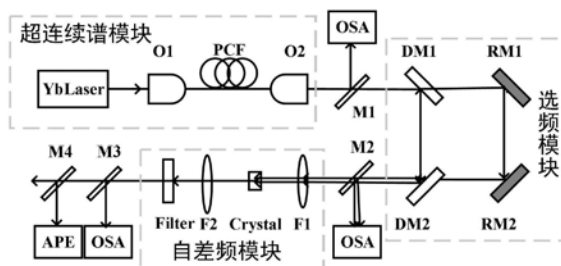 超连续谱模块
O1
PCF
O2
OSA
DM1
RM1
YbLaser
M1
选频模块
M4
M3
M2
Filter
F2
Crystal
F1
DM2
RM2
APE
OSA
自差频模块
OSA